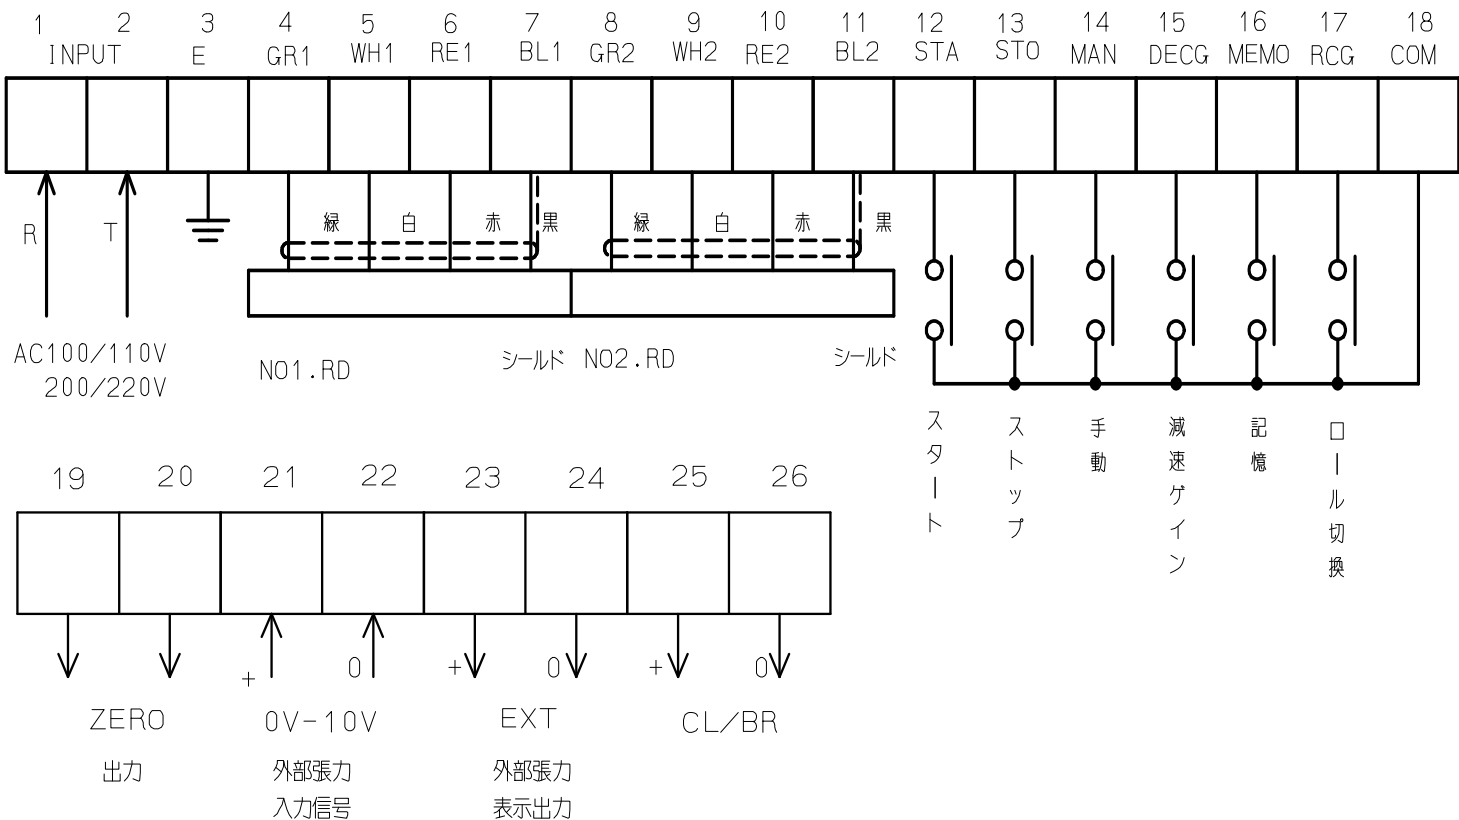 1 2 3 4 5 6 7 8 9 10 11 12 13 14 15 16 17 18
INPUT E GR1 WH1 RE1 BL1 GR2 WH2 RE2 BL2 STA STO MAN DECG MEMO RCG COM
R T 緑 白 赤 黒 緑 白 赤 黒
AC100/110V
200/220V
NO1.RD シールド NO2.RD シールド
スタート
ストップ
手動
減速ゲイン
記憶
ロール切換
19 20 21 22 23 24 25 26
+ 0 + 0 + 0
ZERO 0V-10V EXT CL/BR
出力 外部張力 外部張力
入力信号 表示出力